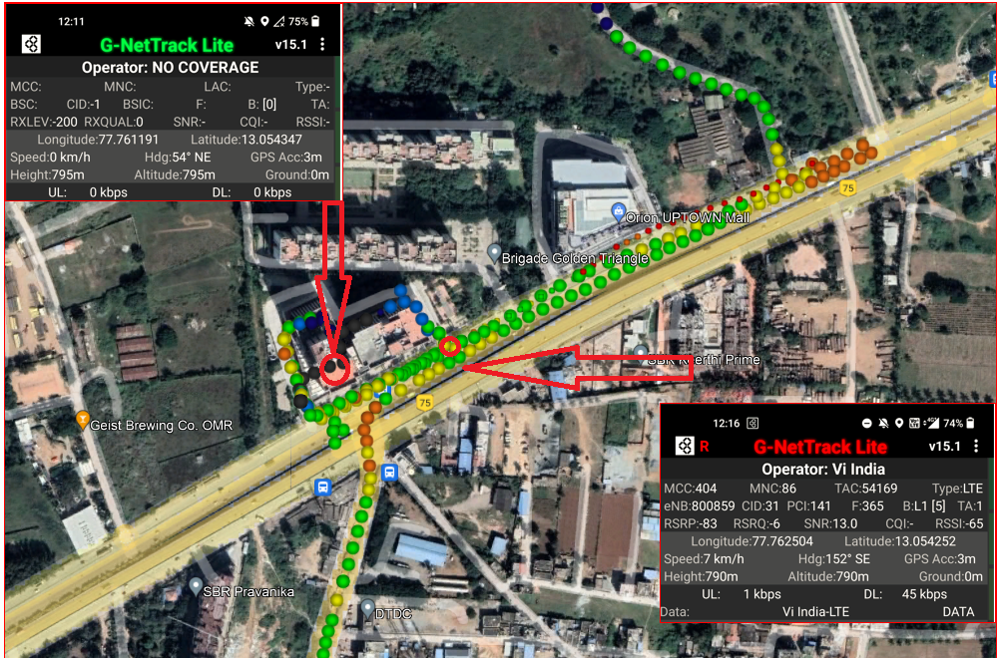 12:11 75%
G-NetTrack Lite v15.1
Operator: NO COVERAGE
MCC: MNC: LAC: Type:-
BSC: CID:-1 BSIC: F: B: [0] TA:
RXLEV:-200 RXQUAL:0 SNR:- CQI:- RSSI:-
Longitude:77.761191 Latitude:13.054347
Speed:0 km/h Hdg:54° NE GPS Acc:3m
Height:795m Altitude:795m Ground:0m
UL: 0 kbps DL: 0 kbps
75
Orion UPTOWN Mall
Brigade Golden Triangle
SBR Keerthi Prime
75
Geist Brewing Co. OMR
SBR Pravanika
DTDC
12:16 4G 74%
R G-NetTrack Lite v15.1
Operator: Vi India
MCC:404 MNC:86 TAC:54169 Type:LTE
eNB:800859 CID:31 PCI:141 F:365 B:L1 [5] TA:1
RSRP:-83 RSRQ:-6 SNR:13.0 CQI:- RSSI:-65
Longitude:77.762504 Latitude:13.054252
Speed:7 km/h Hdg:152° SE GPS Acc:3m
Height:790m Altitude:790m Ground:0m
UL: 1 kbps DL: 45 kbps
Data: Vi India-LTE DATA